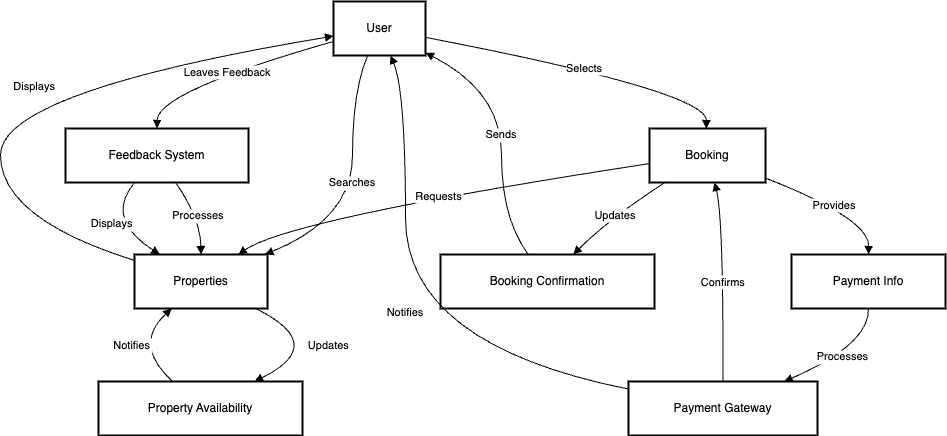 User
Selects
Leaves Feedback
Displays
Sends
Feedback System
Booking
Searches
Requests
Provides
Displays
Processes
Updates
Properties
Booking Confirmation
Payment Info
Confirms
Notifies
Notifies
Updates
Processes
Property Availability
Payment Gateway